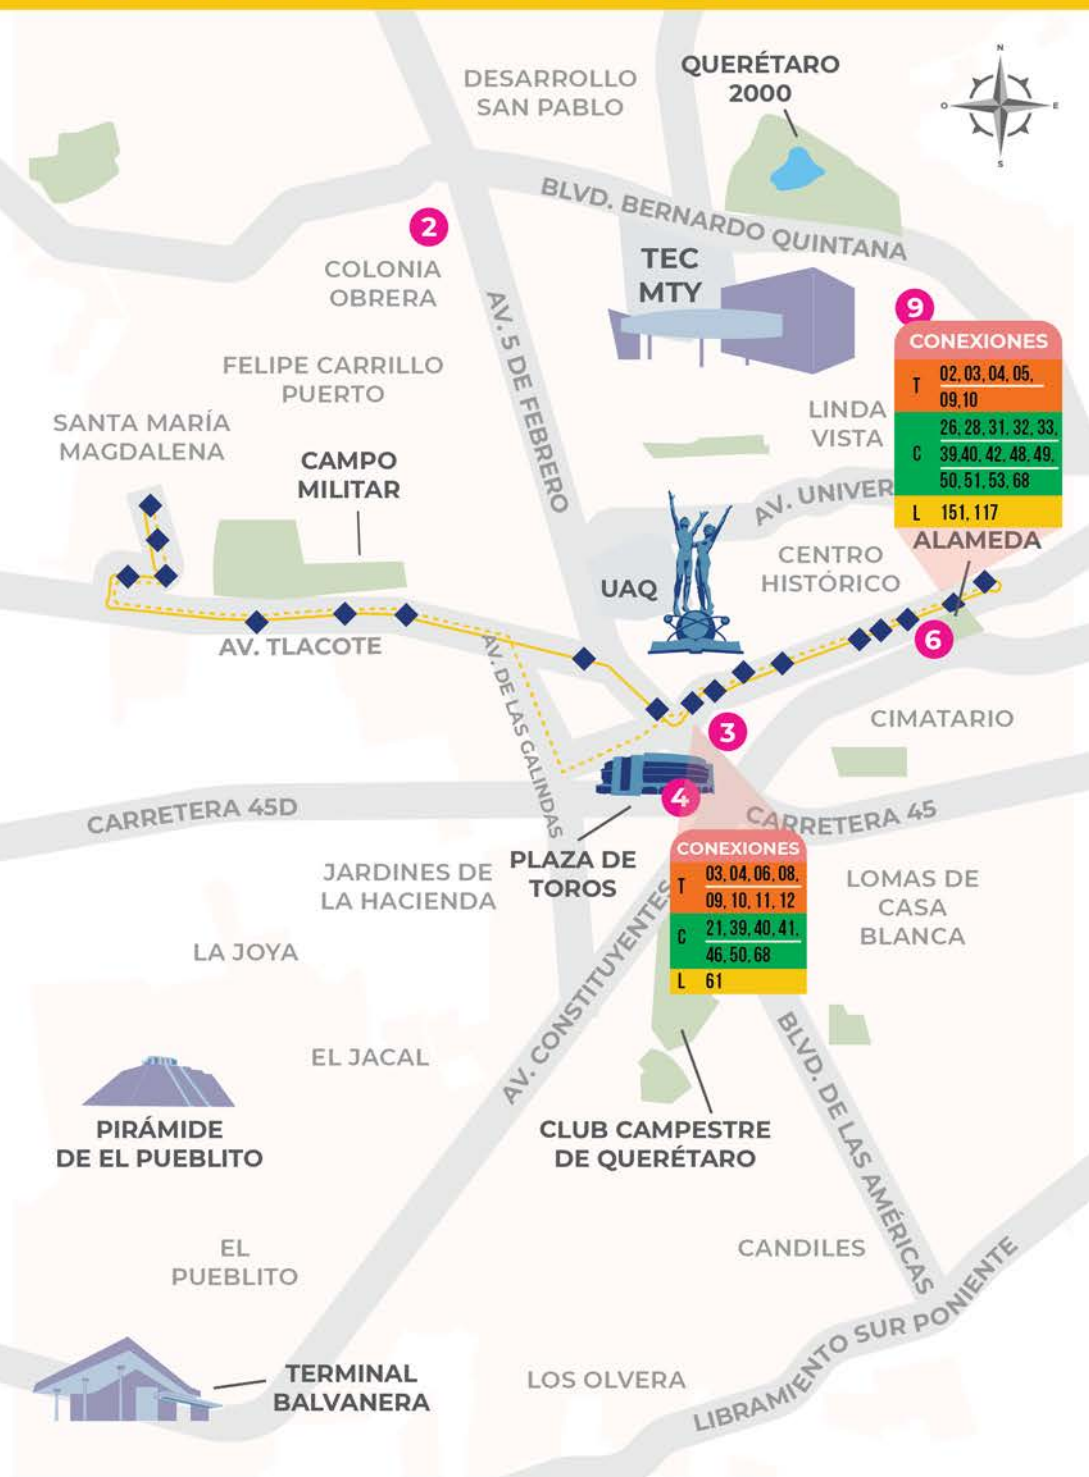 DESARROLLO
SAN PABLO
QUERÉTARO
2000
N
O
E
S
BLVD. BERNARDO QUINTANA
2
COLONIA
OBRERA
TEC
MTY
AV. 5 DE FEBRERO
9
CONEXIONES
T 02, 03, 04, 05,
09,10
C 26, 28, 31, 32, 33,
39,40, 42, 48, 49,
50, 51, 53, 68
L 151, 117
FELIPE CARRILLO
PUERTO
SANTA MARÍA
MAGDALENA
CAMPO
MILITAR
LINDA
VISTA
AV. UNIVER
ALAMEDA
CENTRO
HISTÓRICO
UAQ
AV. TLACOTE
6
AV. DE LAS GALINDAS
3
CIMATARIO
4
CARRETERA 45D
CARRETERA 45
PLAZA DE
TOROS
CONEXIONES
T 03, 04, 06, 08,
09, 10, 11, 12
C 21, 39, 40, 41,
46, 50, 68
L 61
JARDINES DE
LA HACIENDA
LOMAS DE
CASA
BLANCA
LA JOYA
AV. CONSTITUYENTES
EL JACAL
BLVD. DE LAS AMÉRICAS
PIRÁMIDE
DE EL PUEBLITO
CLUB CAMPESTRE
DE QUERÉTARO
EL
PUEBLITO
CANDILES
LIBRAMIENTO SUR PONIENTE
TERMINAL
BALVANERA
LOS OLVERA